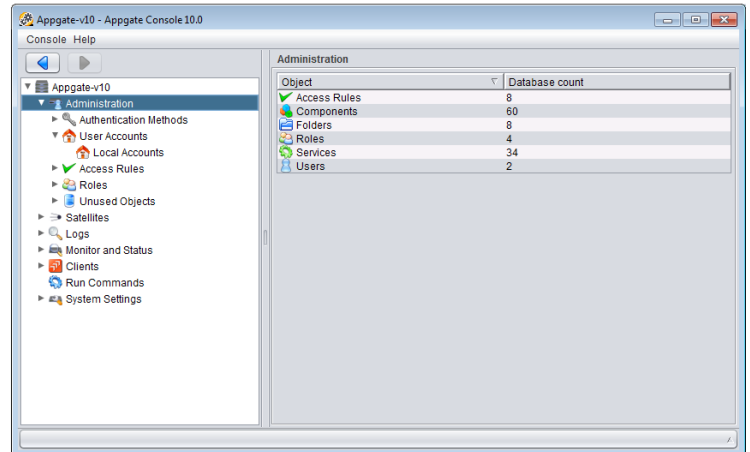 Appgate-v10 - Appgate Console 10.0
Console Help
Administration
Appgate-v10
Administration
Authentication Methods
User Accounts
Local Accounts
Access Rules
Roles
Unused Objects
Satellites
Logs
Monitor and Status
Clients
Run Commands
System Settings
Object Database count
Access Rules 8
Components 60
Folders 8
Roles 4
Services 34
Users 2